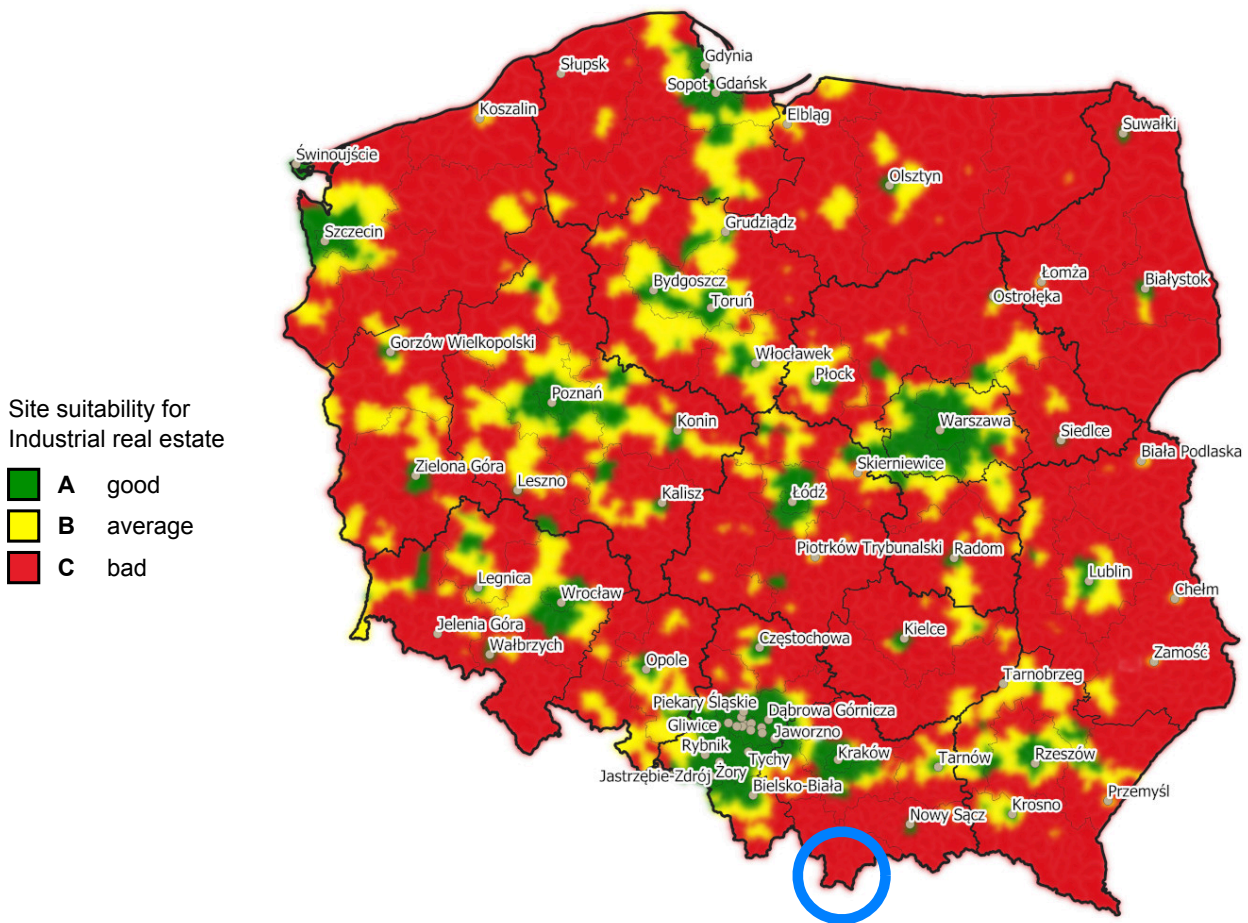 Gdynia
Słupsk
Sopot
Gdańsk
Koszalin
Elbląg
Suwałki
Świnoujście
Olsztyn
Szczecin
Grudziądz
Łomża
Białystok
Bydgoszcz
Ostrołęka
Toruń
Gorzów Wielkopolski
Włocławek
Płock
Poznań
Konin
Warszawa
Siedlce
Biała Podlaska
Skierniewice
Zielona Góra
Leszno
Kalisz
Łódź
Piotrków Trybunalski
Radom
Lublin
Chełm
Legnica
Wrocław
Jelenia Góra
Wałbrzych
Częstochowa
Kielce
Zamość
Opole
Tarnobrzeg
Piekary Śląskie
Dąbrowa Górnicza
Gliwice
Jaworzno
Rybnik
Tychy
Kraków
Tarnów
Rzeszów
Jastrzębie-Zdrój
Żory
Bielsko-Biała
Przemyśl
Nowy Sącz
Krosno
Site suitability for
Industrial real estate
A good
B average
C bad